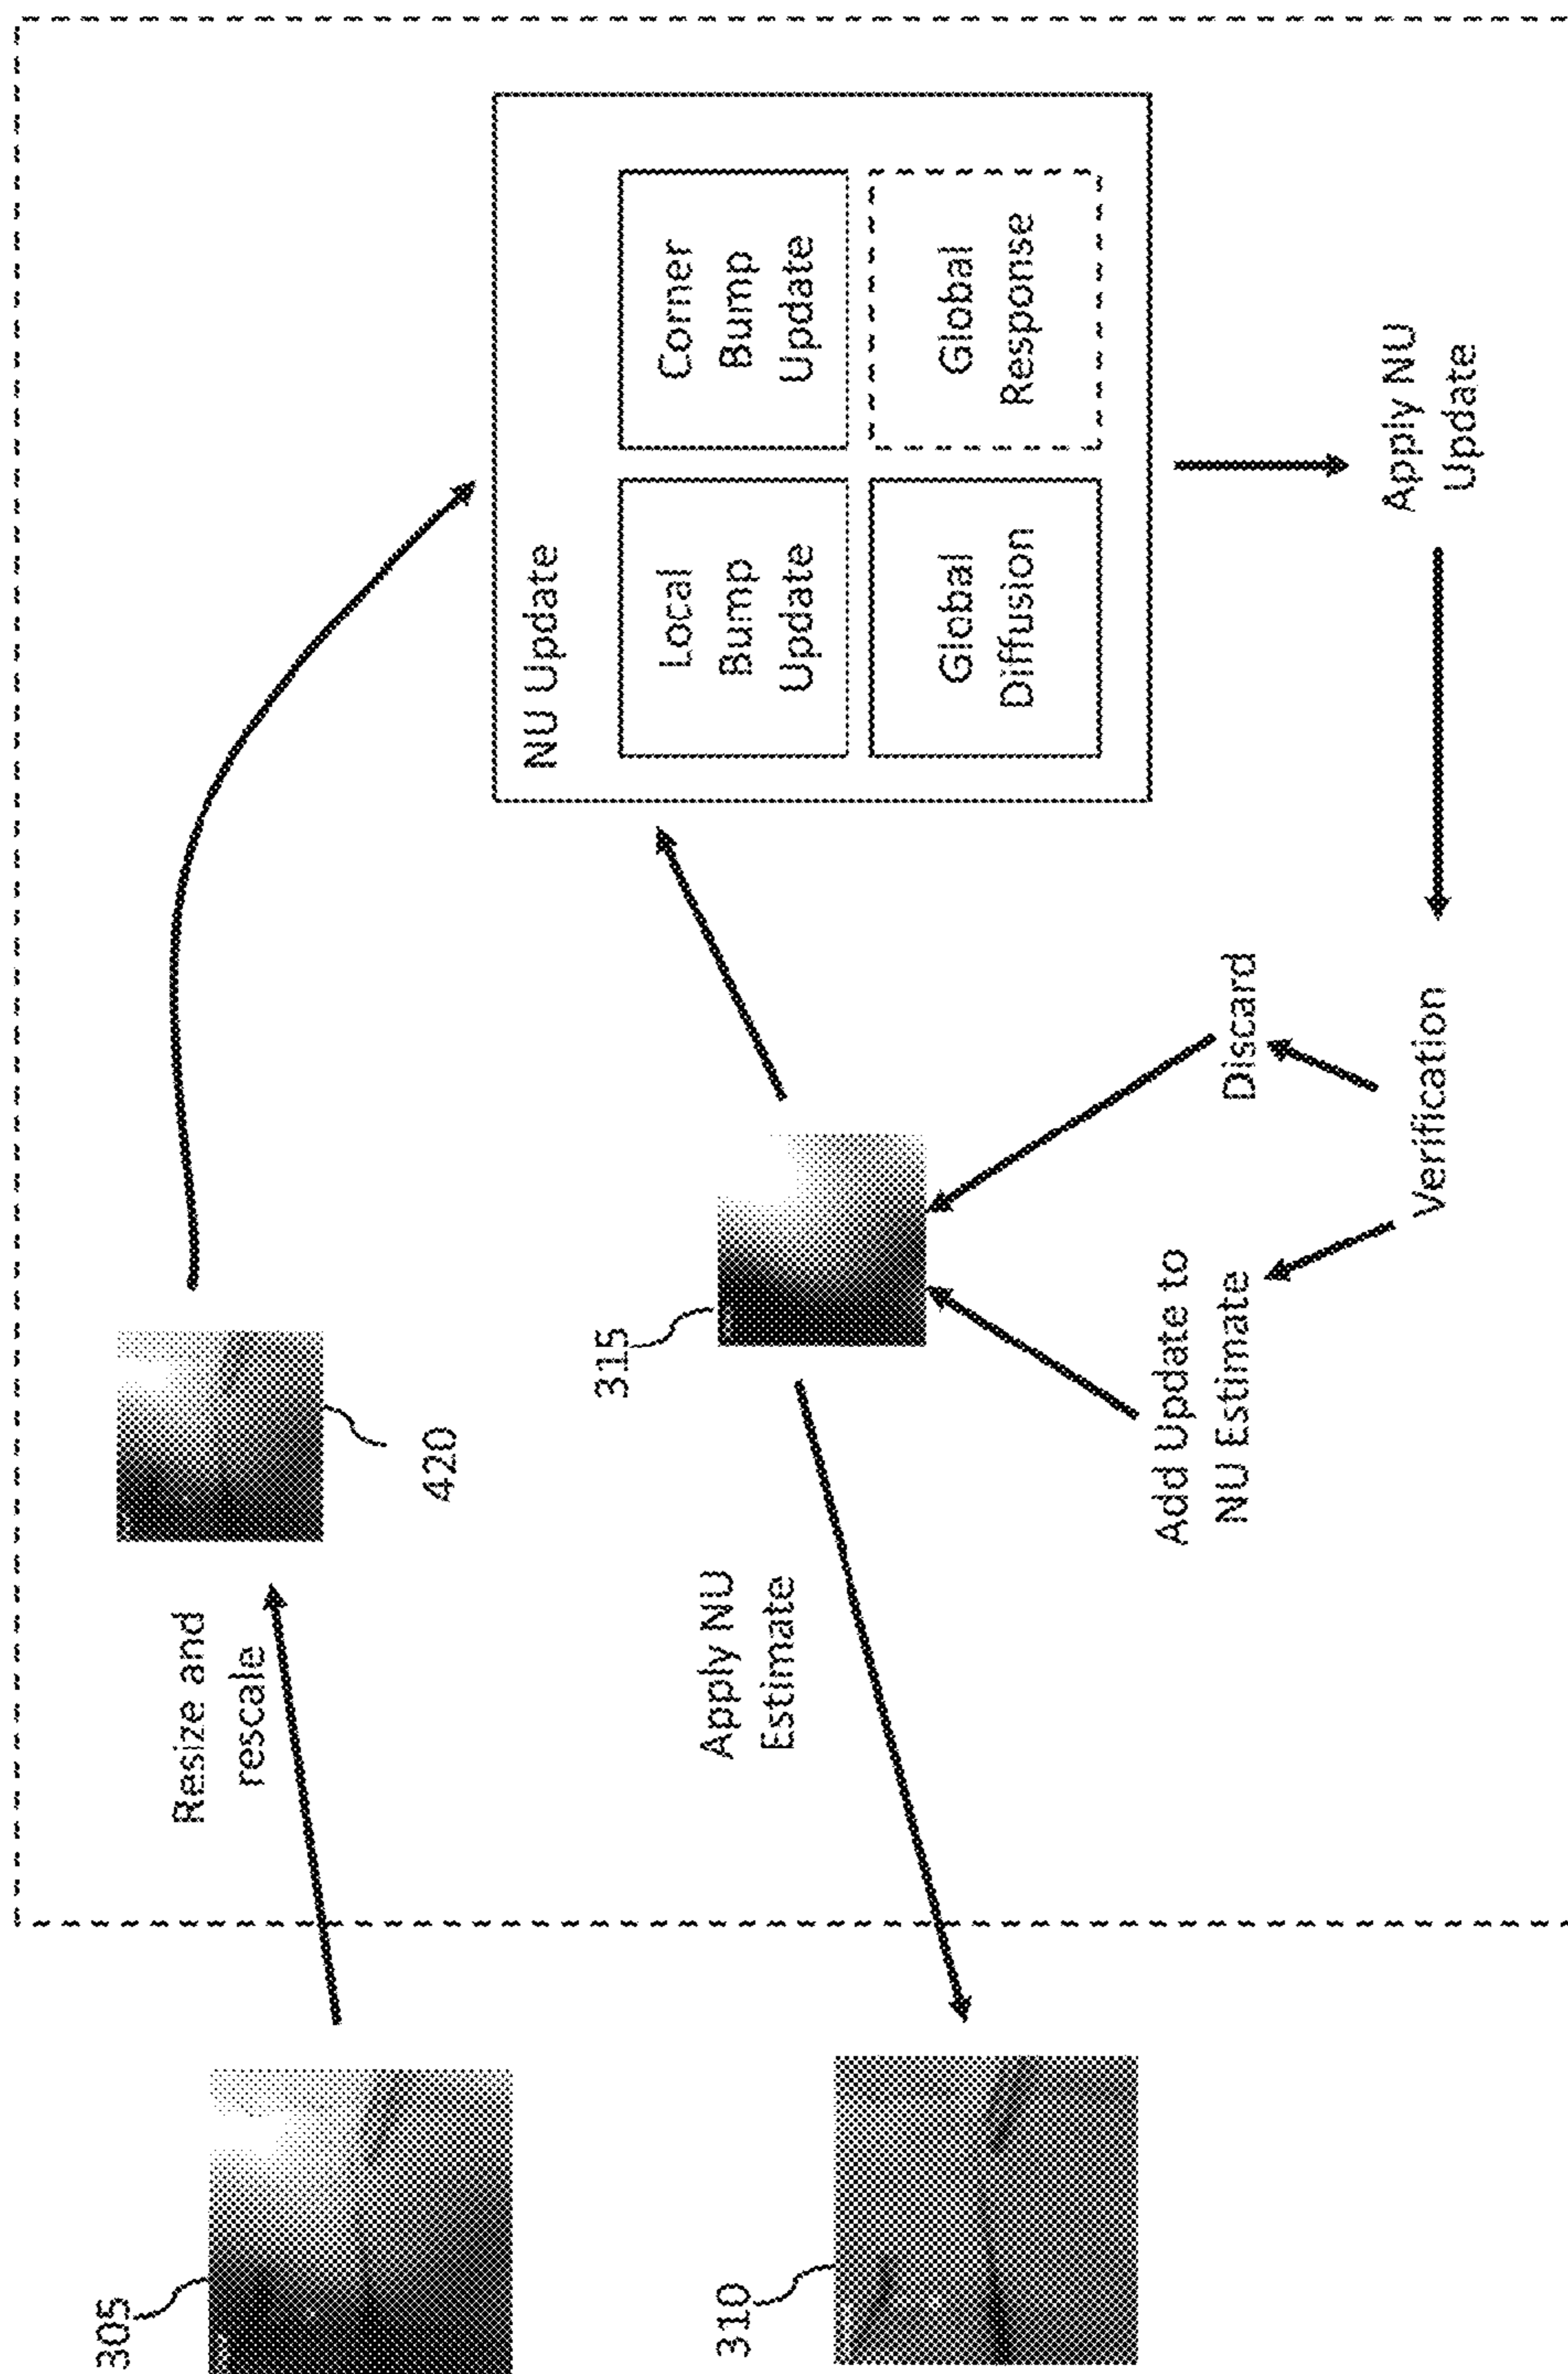 305
Resize and
rescale
420
310
Apply NU
Estimate
315
NU Update
Local
Bump
Update
Corner
Bump
Update
Global
Diffusion
Global
Response
Add Update to
NU Estimate
Discard
Verification
Apply NU
Update